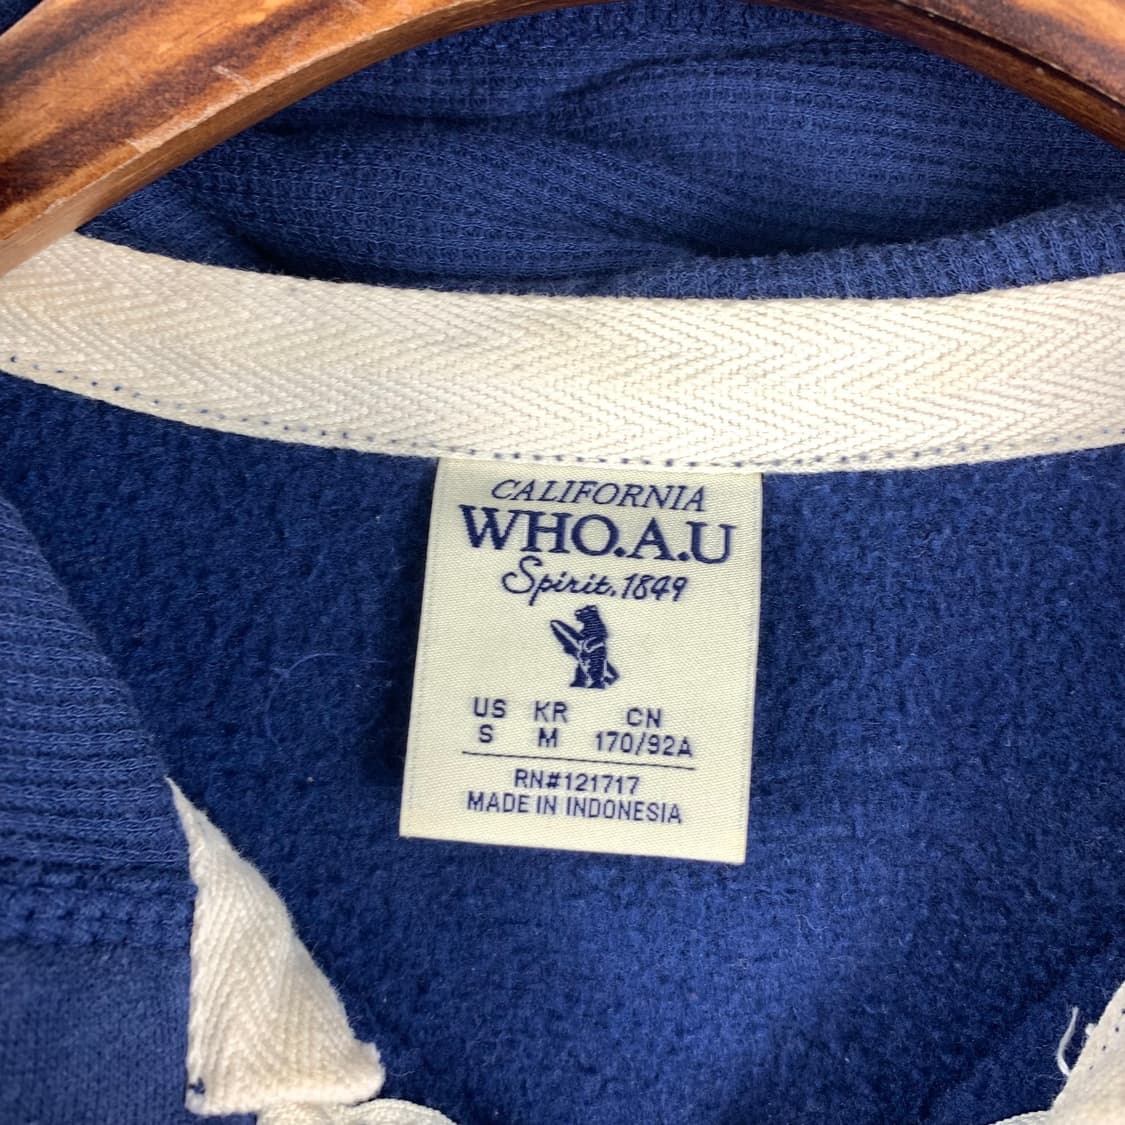 CALIFORNIA
WHO.A.U
Spirit.1849
US KR CN
S M 170/92A
RN#121717
MADE IN INDONESIA